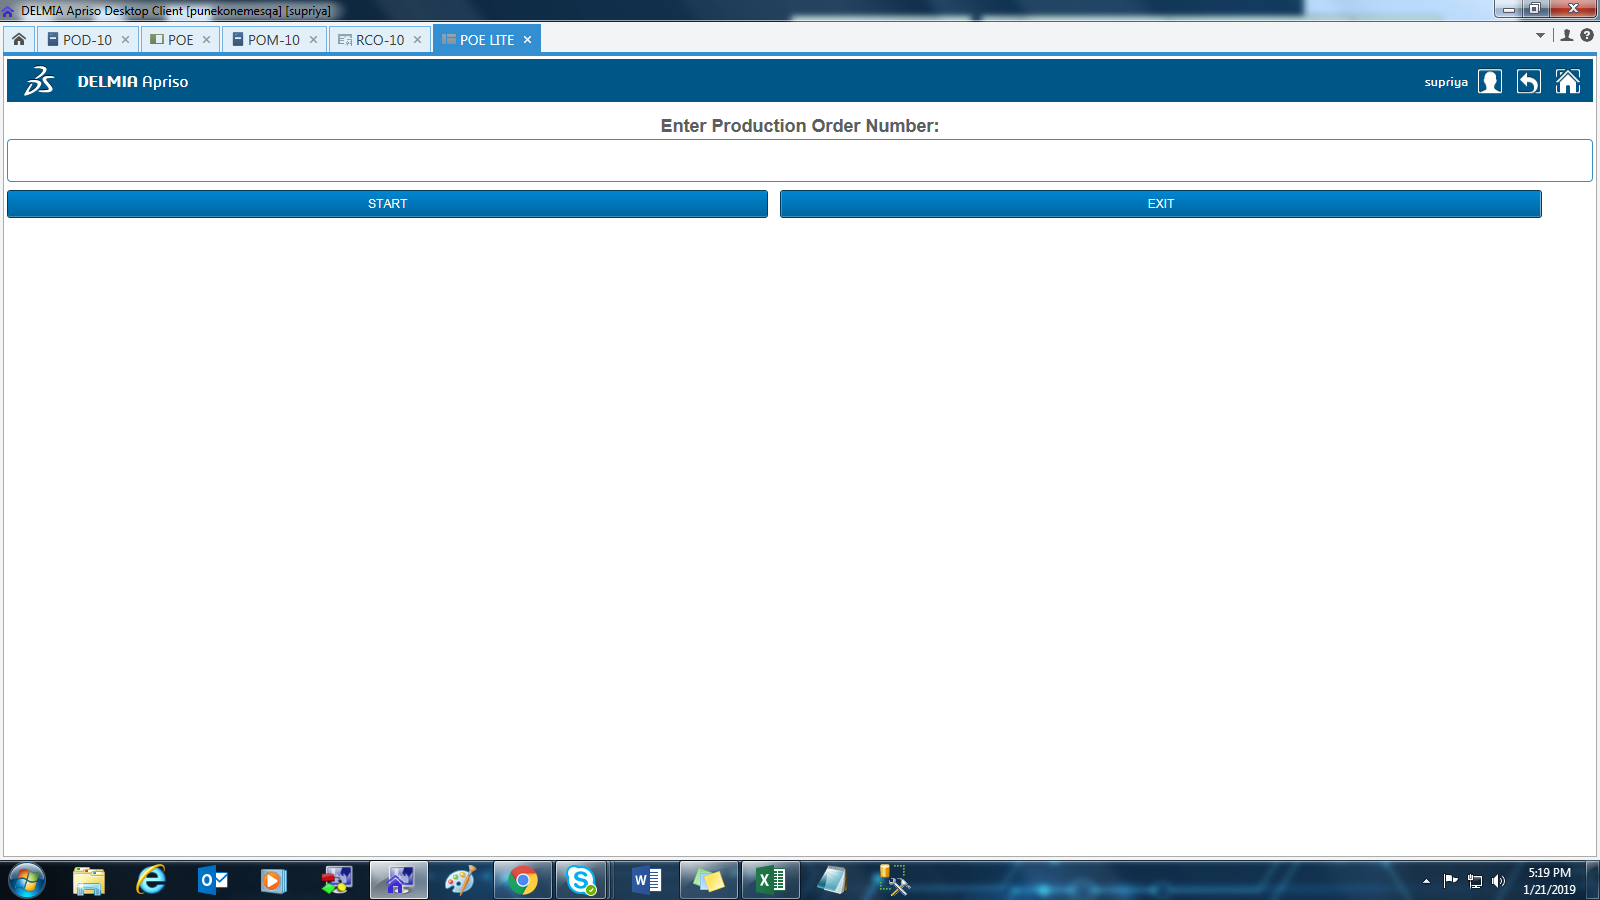 DELMIA Apriso Desktop Client [punekonemesqa] [supriya]
POD-10 POE POM-10 RCO-10 POE LITE
DELMIA Apriso supriya
Enter Production Order Number:
START EXIT
5:19 PM
1/21/2019